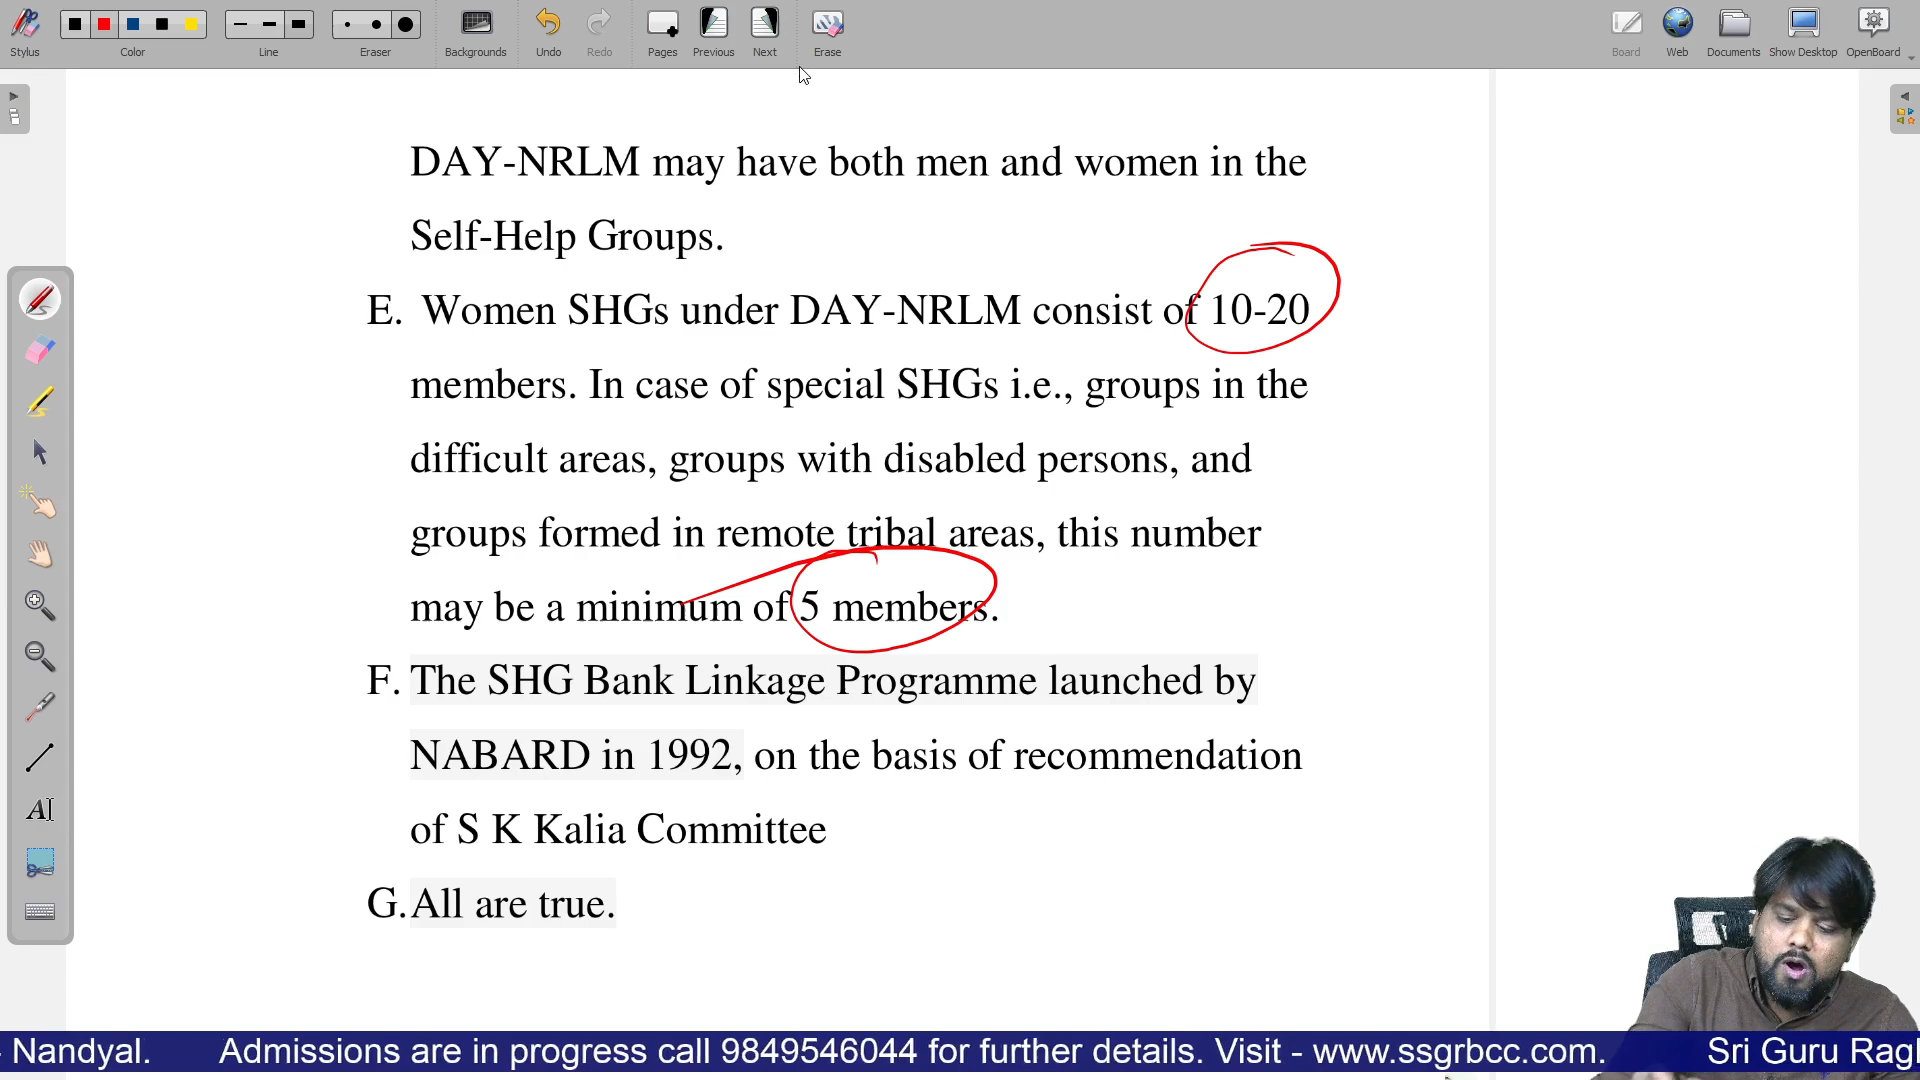 Stylus
Color
Line
Eraser
Backgrounds
Undo
Redo
Pages
Previous
Next
Erase
Board
Web
Documents
Show Desktop
OpenBoard
DAY-NRLM may have both men and women in the
Self-Help Groups.
E. Women SHGs under DAY-NRLM consist of 10-20
members. In case of special SHGs i.e., groups in the
difficult areas, groups with disabled persons, and
groups formed in remote tribal areas, this number
may be a minimum of 5 members.
F. The SHG Bank Linkage Programme launched by
NABARD in 1992, on the basis of recommendation
of S K Kalia Committee
G. All are true.
- Nandyal. Admissions are in progress call 9849546044 for further details. Visit - www.ssgrbcc.com. Sri Guru